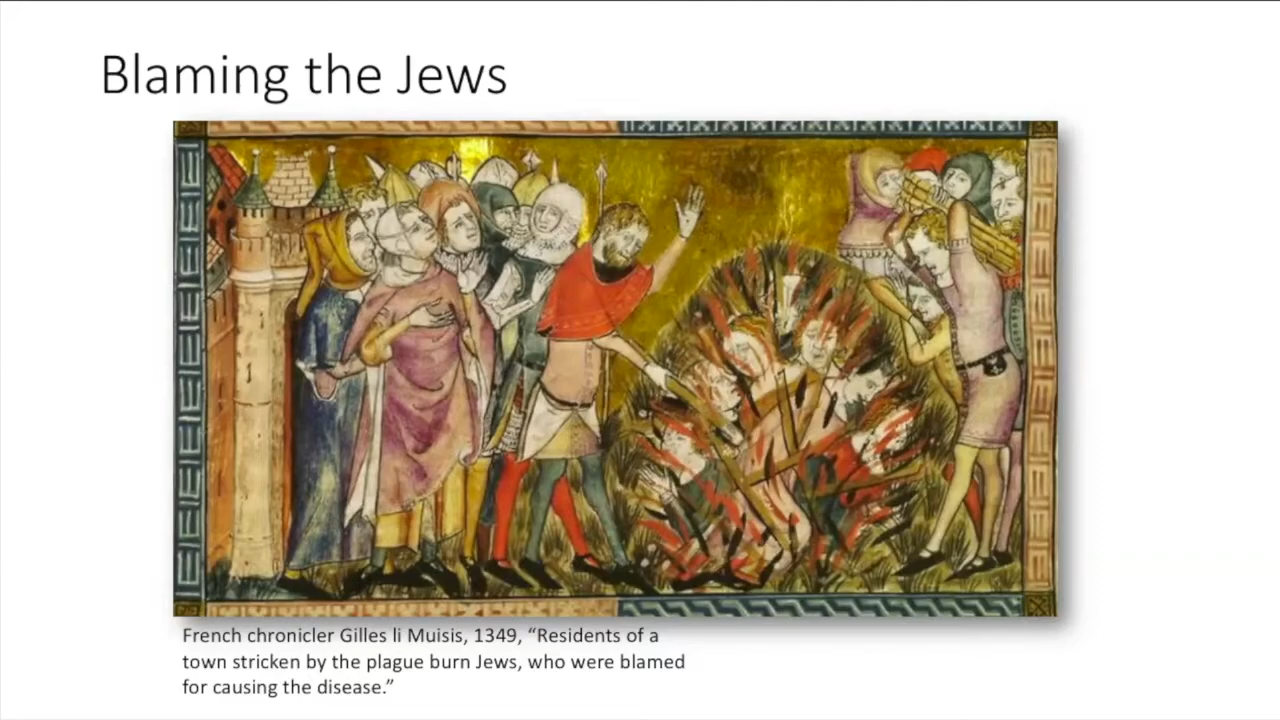 Blaming the Jews
French chronicler Gilles li Muisis, 1349, “Residents of a
town stricken by the plague burn Jews, who were blamed
for causing the disease.”